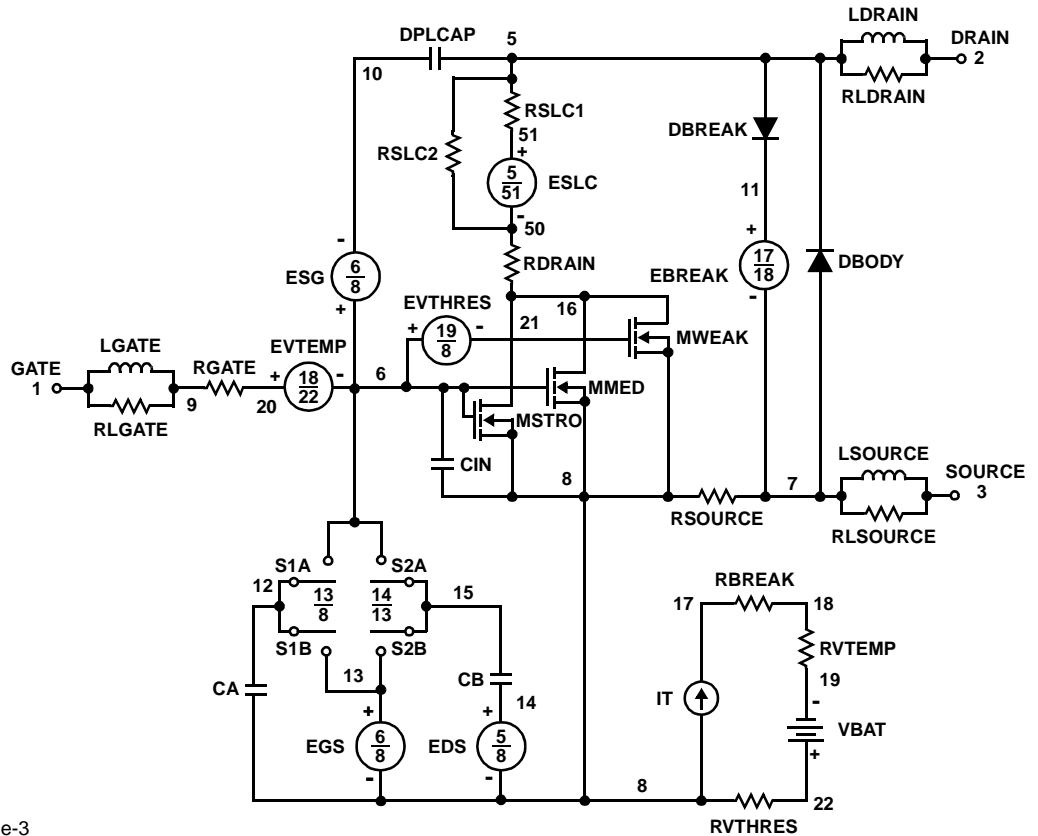 LDRAIN
DPLCAP 5 DRAIN
10 2
RSLC1 RLDRAIN
51 DBREAK
RSLC2 +
5
51 ESLC 11
-
50
- +
RDRAIN 17
18 DBODY
6
8 EBREAK
ESG EVTHRES 16 -
+ + 19
8 - 21 MWEAK
LGATE EVTEMP
GATE RGATE + 18
22 - 6 MMED
1 9 20 MSTRO
RLGATE LSOURCE
CIN 8 7 SOURCE
3
RSOURCE RLSOURCE
S1A S2A
12 13
8 14
13 15 RBREAK
17 18
S1B S2B RVTEMP
13 CB 19
CA 14 IT -
+ + VBAT
EGS 6
8 EDS 5
8 +
- - 8 22
RVTHRES
e-3